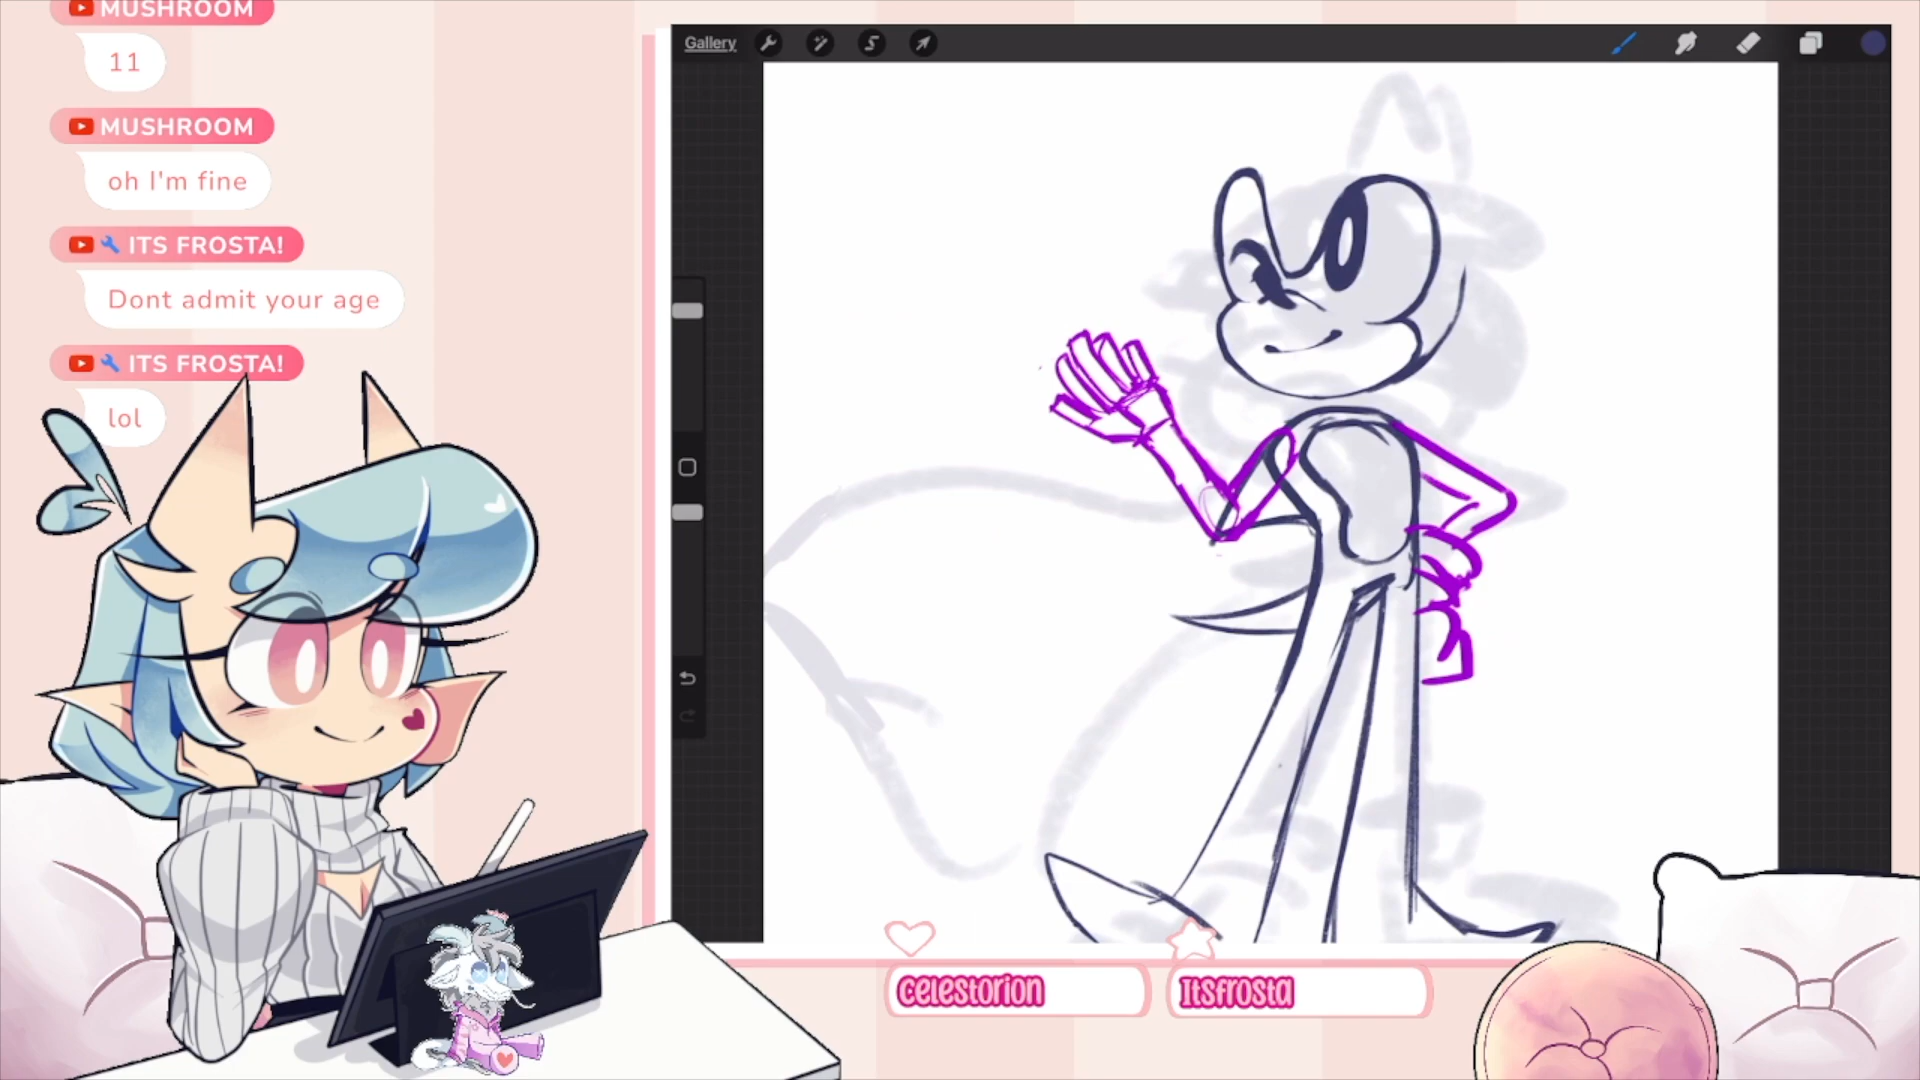 MUSHROOM
11
MUSHROOM
oh I'm fine
ITS FROSTA!
Dont admit your age
ITS FROSTA!
lol
Gallery
celestorion
Itsfrosta